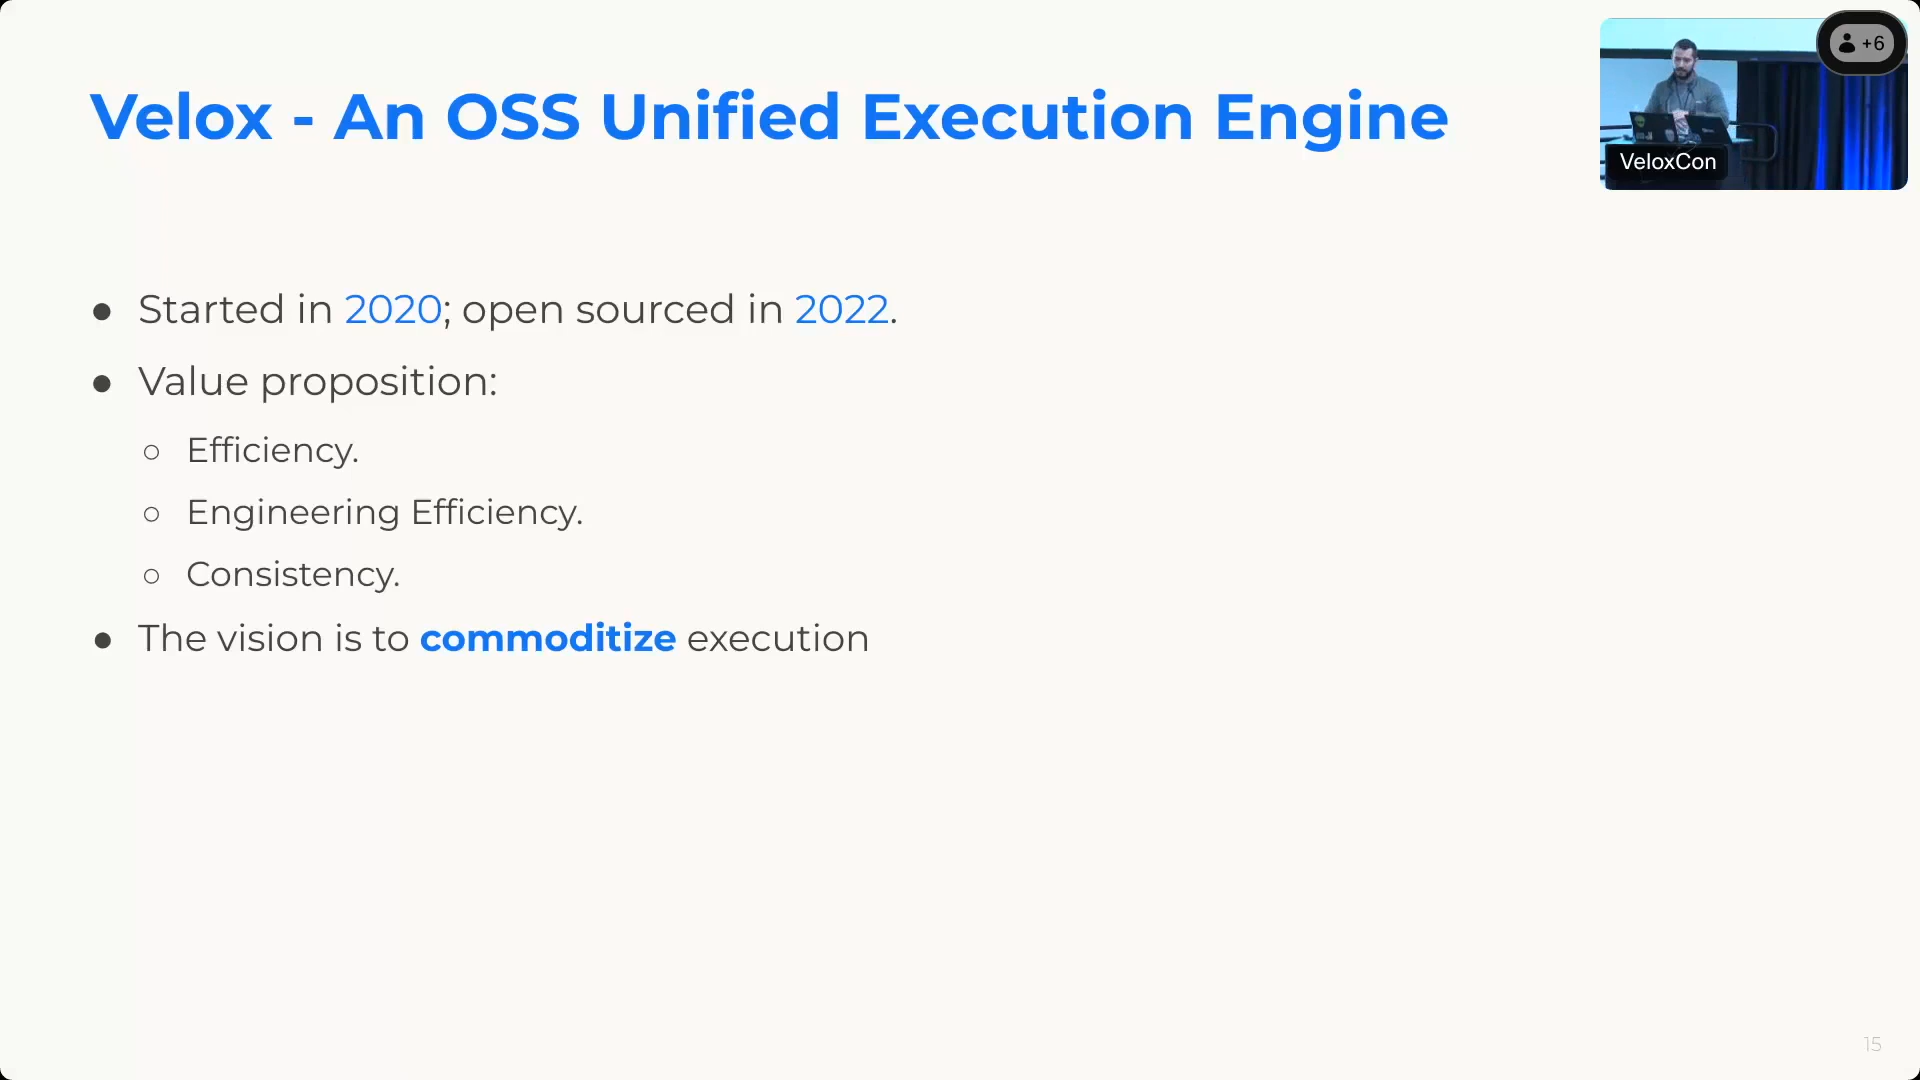 Velox - An OSS Unified Execution Engine
+6
VeloxCon
● Started in 2020; open sourced in 2022.
● Value proposition:
○ Efficiency.
○ Engineering Efficiency.
○ Consistency.
● The vision is to commoditize execution
15